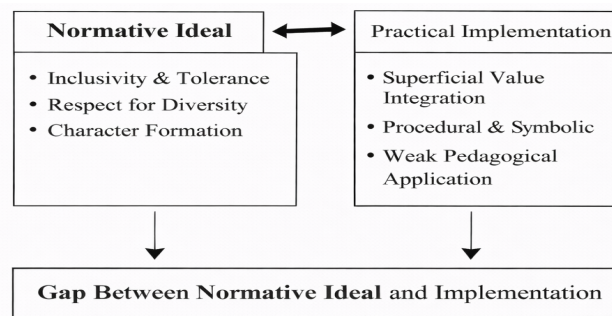 Normative Ideal
• Inclusivity & Tolerance
• Respect for Diversity
• Character Formation
Practical Implementation
• Superficial Value
Integration
• Procedural & Symbolic
• Weak Pedagogical
Application
Gap Between Normative Ideal and Implementation